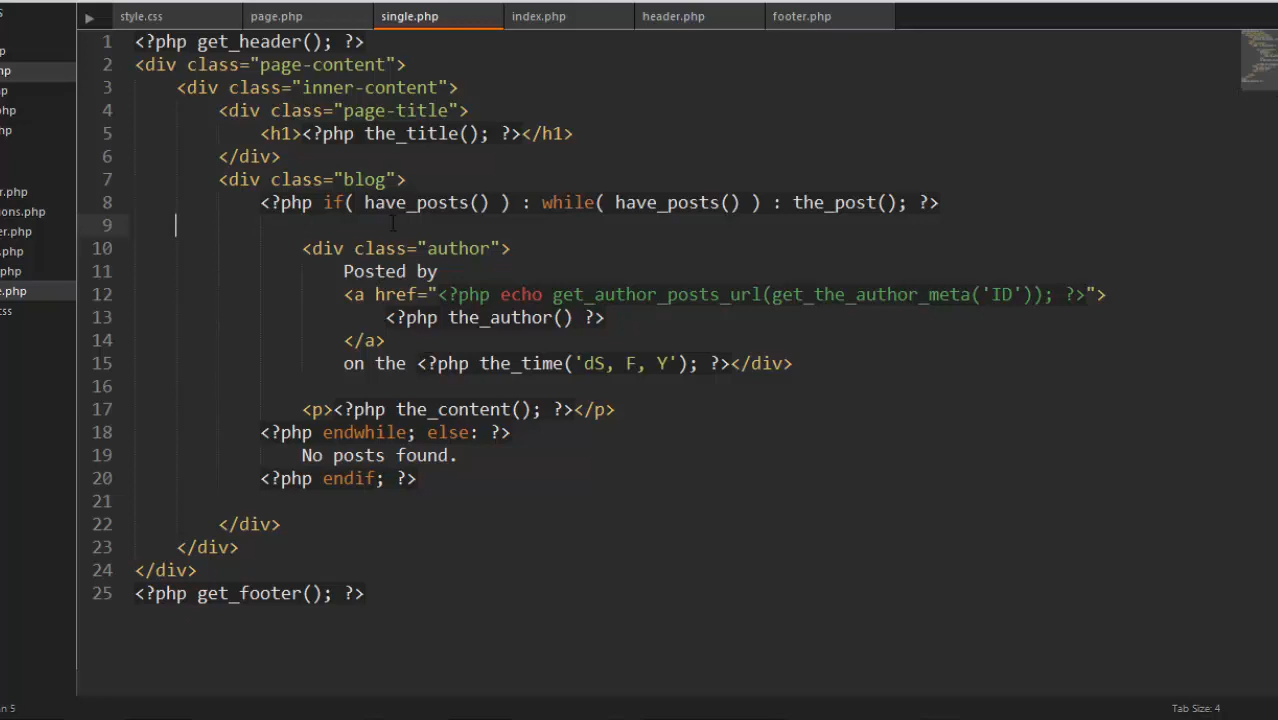 style.css page.php single.php index.php header.php footer.php
1 <?php get_header(); ?>
2 <div class="page-content">
3 <div class="inner-content">
4 <div class="page-title">
5 <h1><?php the_title(); ?></h1>
6 </div>
7 <div class="blog">
8 <?php if( have_posts() ) : while( have_posts() ) : the_post(); ?>
9
10 <div class="author">
11 Posted by
12 <a href="<?php echo get_author_posts_url(get_the_author_meta('ID')); ?>">
13 <?php the_author() ?>
14 </a>
15 on the <?php the_time('dS, F, Y'); ?></div>
16
17 <p><?php the_content(); ?></p>
18 <?php endwhile; else: ?>
19 No posts found.
20 <?php endif; ?>
21
22 </div>
23 </div>
24 </div>
25 <?php get_footer(); ?>
Tab Size: 4